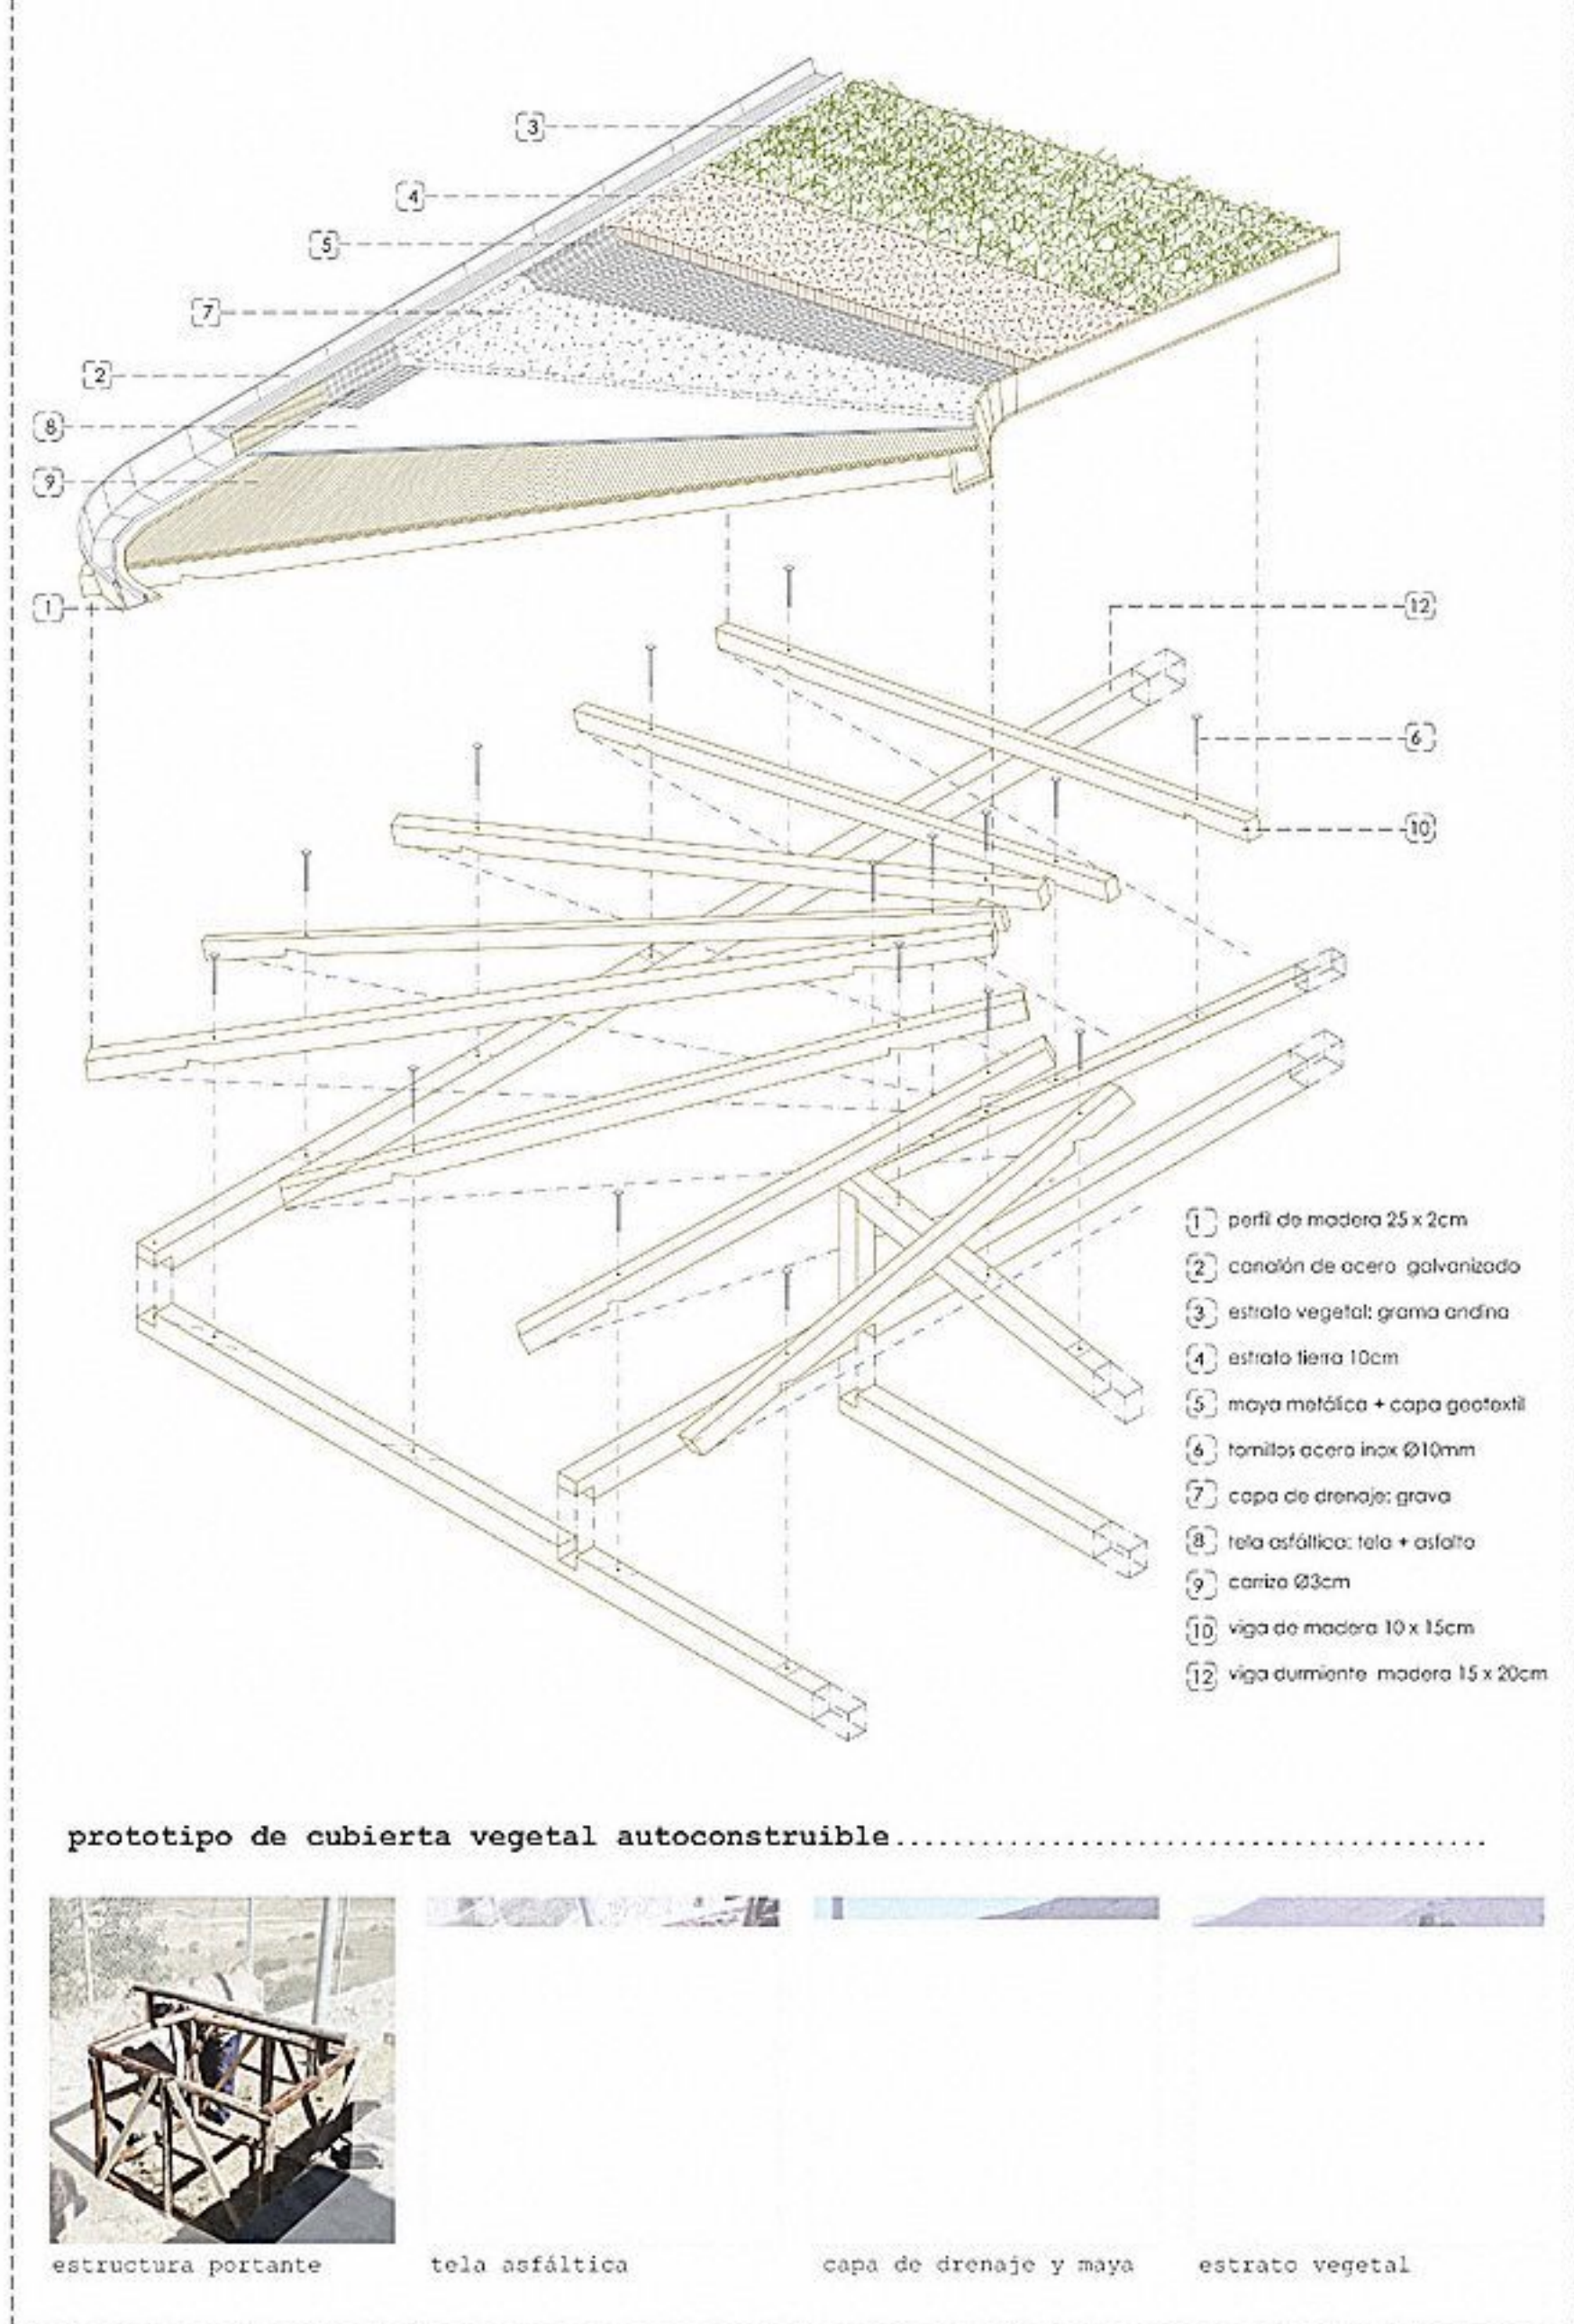 3
4
5
7
2
8
9
1
12
6
10
1 perfil de madera 25 x 2cm
2 canalón de acero galvanizado
3 estrato vegetal: grama andina
4 estrato tierra 10cm
5 maya metálica + capa geotextil
6 tornillos acero inox Ø10mm
7 capa de drenaje: grava
8 tela asfáltica: tela + asfalto
9 carrizo Ø3cm
10 viga de madera 10 x 15cm
12 viga durmiente madera 15 x 20cm
prototipo de cubierta vegetal autoconstruible.........................................
estructura portante
tela asfáltica
capa de drenaje y maya
estrato vegetal